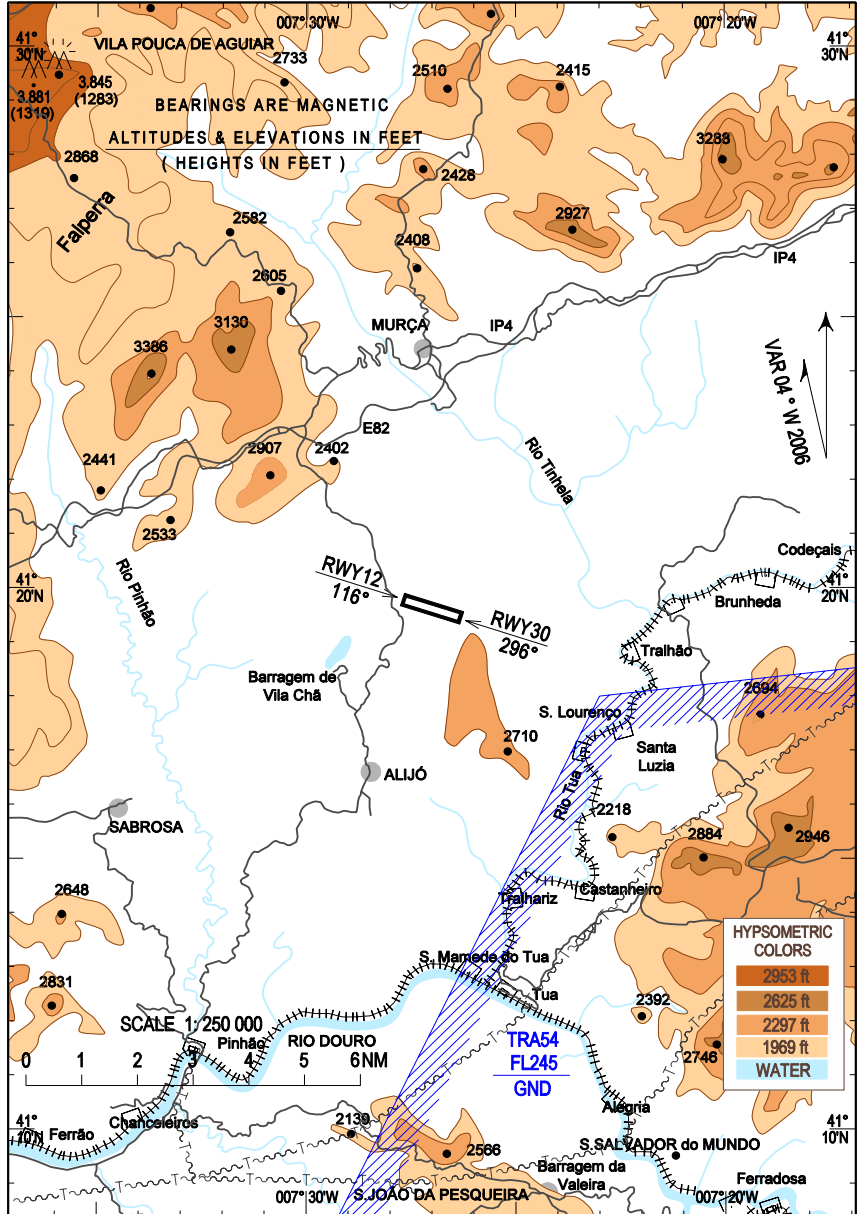 007° 30'W
007° 20'W
41°
30'N
41°
30'N
VILA POUCA DE AGUIAR
2733
2510
2415
3.881
(1319)
3.845
(1283)
BEARINGS ARE MAGNETIC
ALTITUDES & ELEVATIONS IN FEET
( HEIGHTS IN FEET )
3283
2868
2428
Falperra
2582
2927
2408
IP4
2605
MURÇA
IP4
3130
3386
VAR 04 ° W 2006
E82
2907
2402
2441
Rio Tinhela
2533
Codeçais
Rio Pinhão
RWY12
116°
41°
20'N
41°
20'N
Brunheda
RWY30
296°
Tralhão
Barragem de
Vila Chã
2694
S. Lourenço
2710
Santa
Luzia
ALIJÓ
Rio Tua
2218
SABROSA
2884
2946
2648
Castanheiro
Tralhariz
HYPSOMETRIC
COLORS
2953 ft
2625 ft
2297 ft
1969 ft
WATER
S. Mamede do Tua
2831
Tua
2392
SCALE 1: 250 000
Pinhão
RIO DOURO
TRA54
FL245
GND
2746
0 1 2 3 4 5 6NM
Alegria
Chanceleiros
2139
41°
10'N
Ferrão
41°
10'N
S.SALVADOR do MUNDO
2566
Barragem da
Valeira
Ferradosa
007° 30'W
S.JOÃO DA PESQUEIRA
007° 20'W